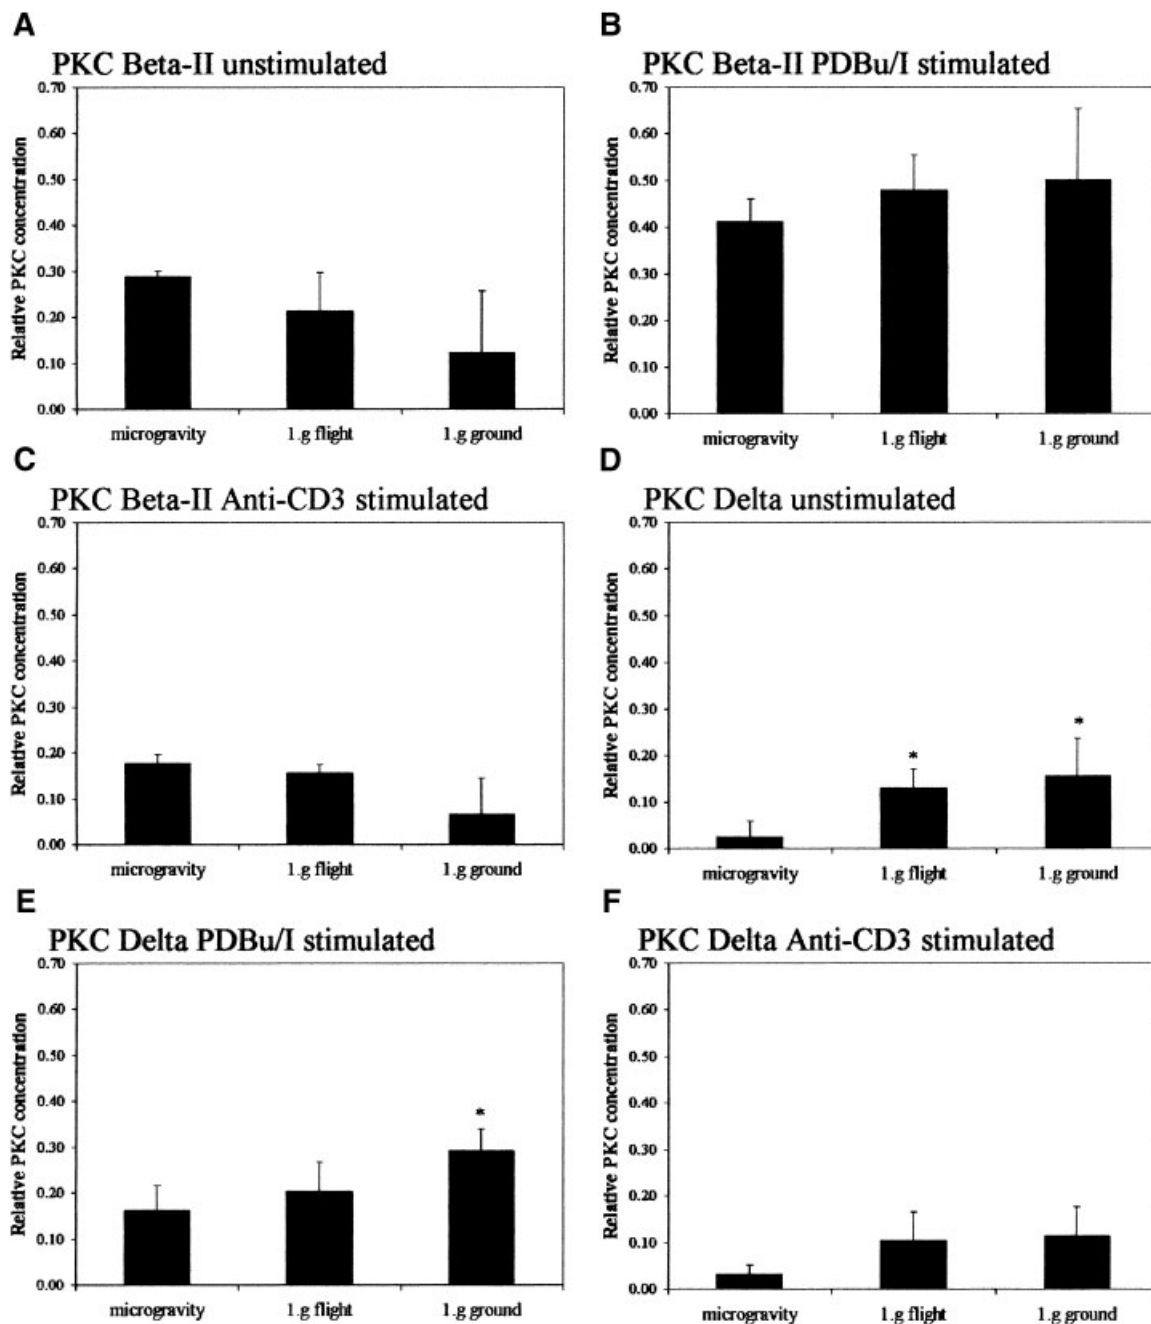 A
PKC Beta-II unstimulated
Relative PKC concentration
0.70
0.60
0.50
0.40
0.30
0.20
0.10
0.00
microgravity 1.g flight 1.g ground
B
PKC Beta-II PDBu/I stimulated
Relative PKC concentration
0.70
0.60
0.50
0.40
0.30
0.20
0.10
0.00
microgravity 1.g flight 1.g ground
C
PKC Beta-II Anti-CD3 stimulated
Relative PKC concentration
0.70
0.60
0.50
0.40
0.30
0.20
0.10
0.00
microgravity 1.g flight 1.g ground
D
PKC Delta unstimulated
Relative PKC concentration
0.70
0.60
0.50
0.40
0.30
0.20
0.10
0.00
* *
microgravity 1.g flight 1.g ground
E
PKC Delta PDBu/I stimulated
Relative PKC concentration
0.70
0.60
0.50
0.40
0.30
0.20
0.10
0.00
*
microgravity 1.g flight 1.g ground
F
PKC Delta Anti-CD3 stimulated
Relative PKC concentration
0.70
0.60
0.50
0.40
0.30
0.20
0.10
0.00
microgravity 1.g flight 1.g ground